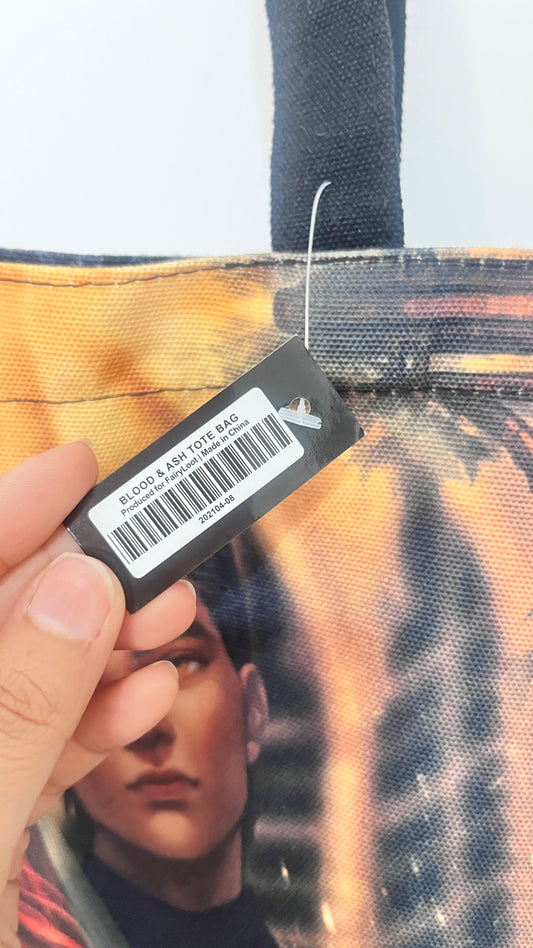 BLOOD & ASH TOTE BAG
Produced for FairyLoot | Made in China
202104-08